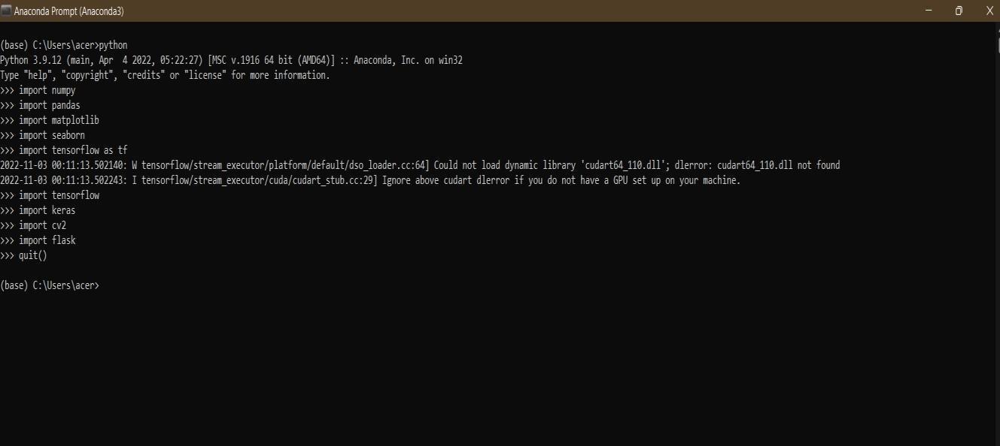 Anaconda Prompt (Anaconda3)
(base) C:\Users\acer>python
Python 3.9.12 (main, Apr  4 2022, 05:22:27) [MSC v.1916 64 bit (AMD64)] :: Anaconda, Inc. on win32
Type "help", "copyright", "credits" or "license" for more information.
>>> import numpy
>>> import pandas
>>> import matplotlib
>>> import seaborn
>>> import tensorflow as tf
2022-11-03 00:11:13.502140: W tensorflow/stream_executor/platform/default/dso_loader.cc:64] Could not load dynamic library 'cudart64_110.dll'; dlerror: cudart64_110.dll not found
2022-11-03 00:11:13.502243: I tensorflow/stream_executor/cuda/cudart_stub.cc:29] Ignore above cudart dlerror if you do not have a GPU set up on your machine.
>>> import tensorflow
>>> import keras
>>> import cv2
>>> import flask
>>> quit()
(base) C:\Users\acer>